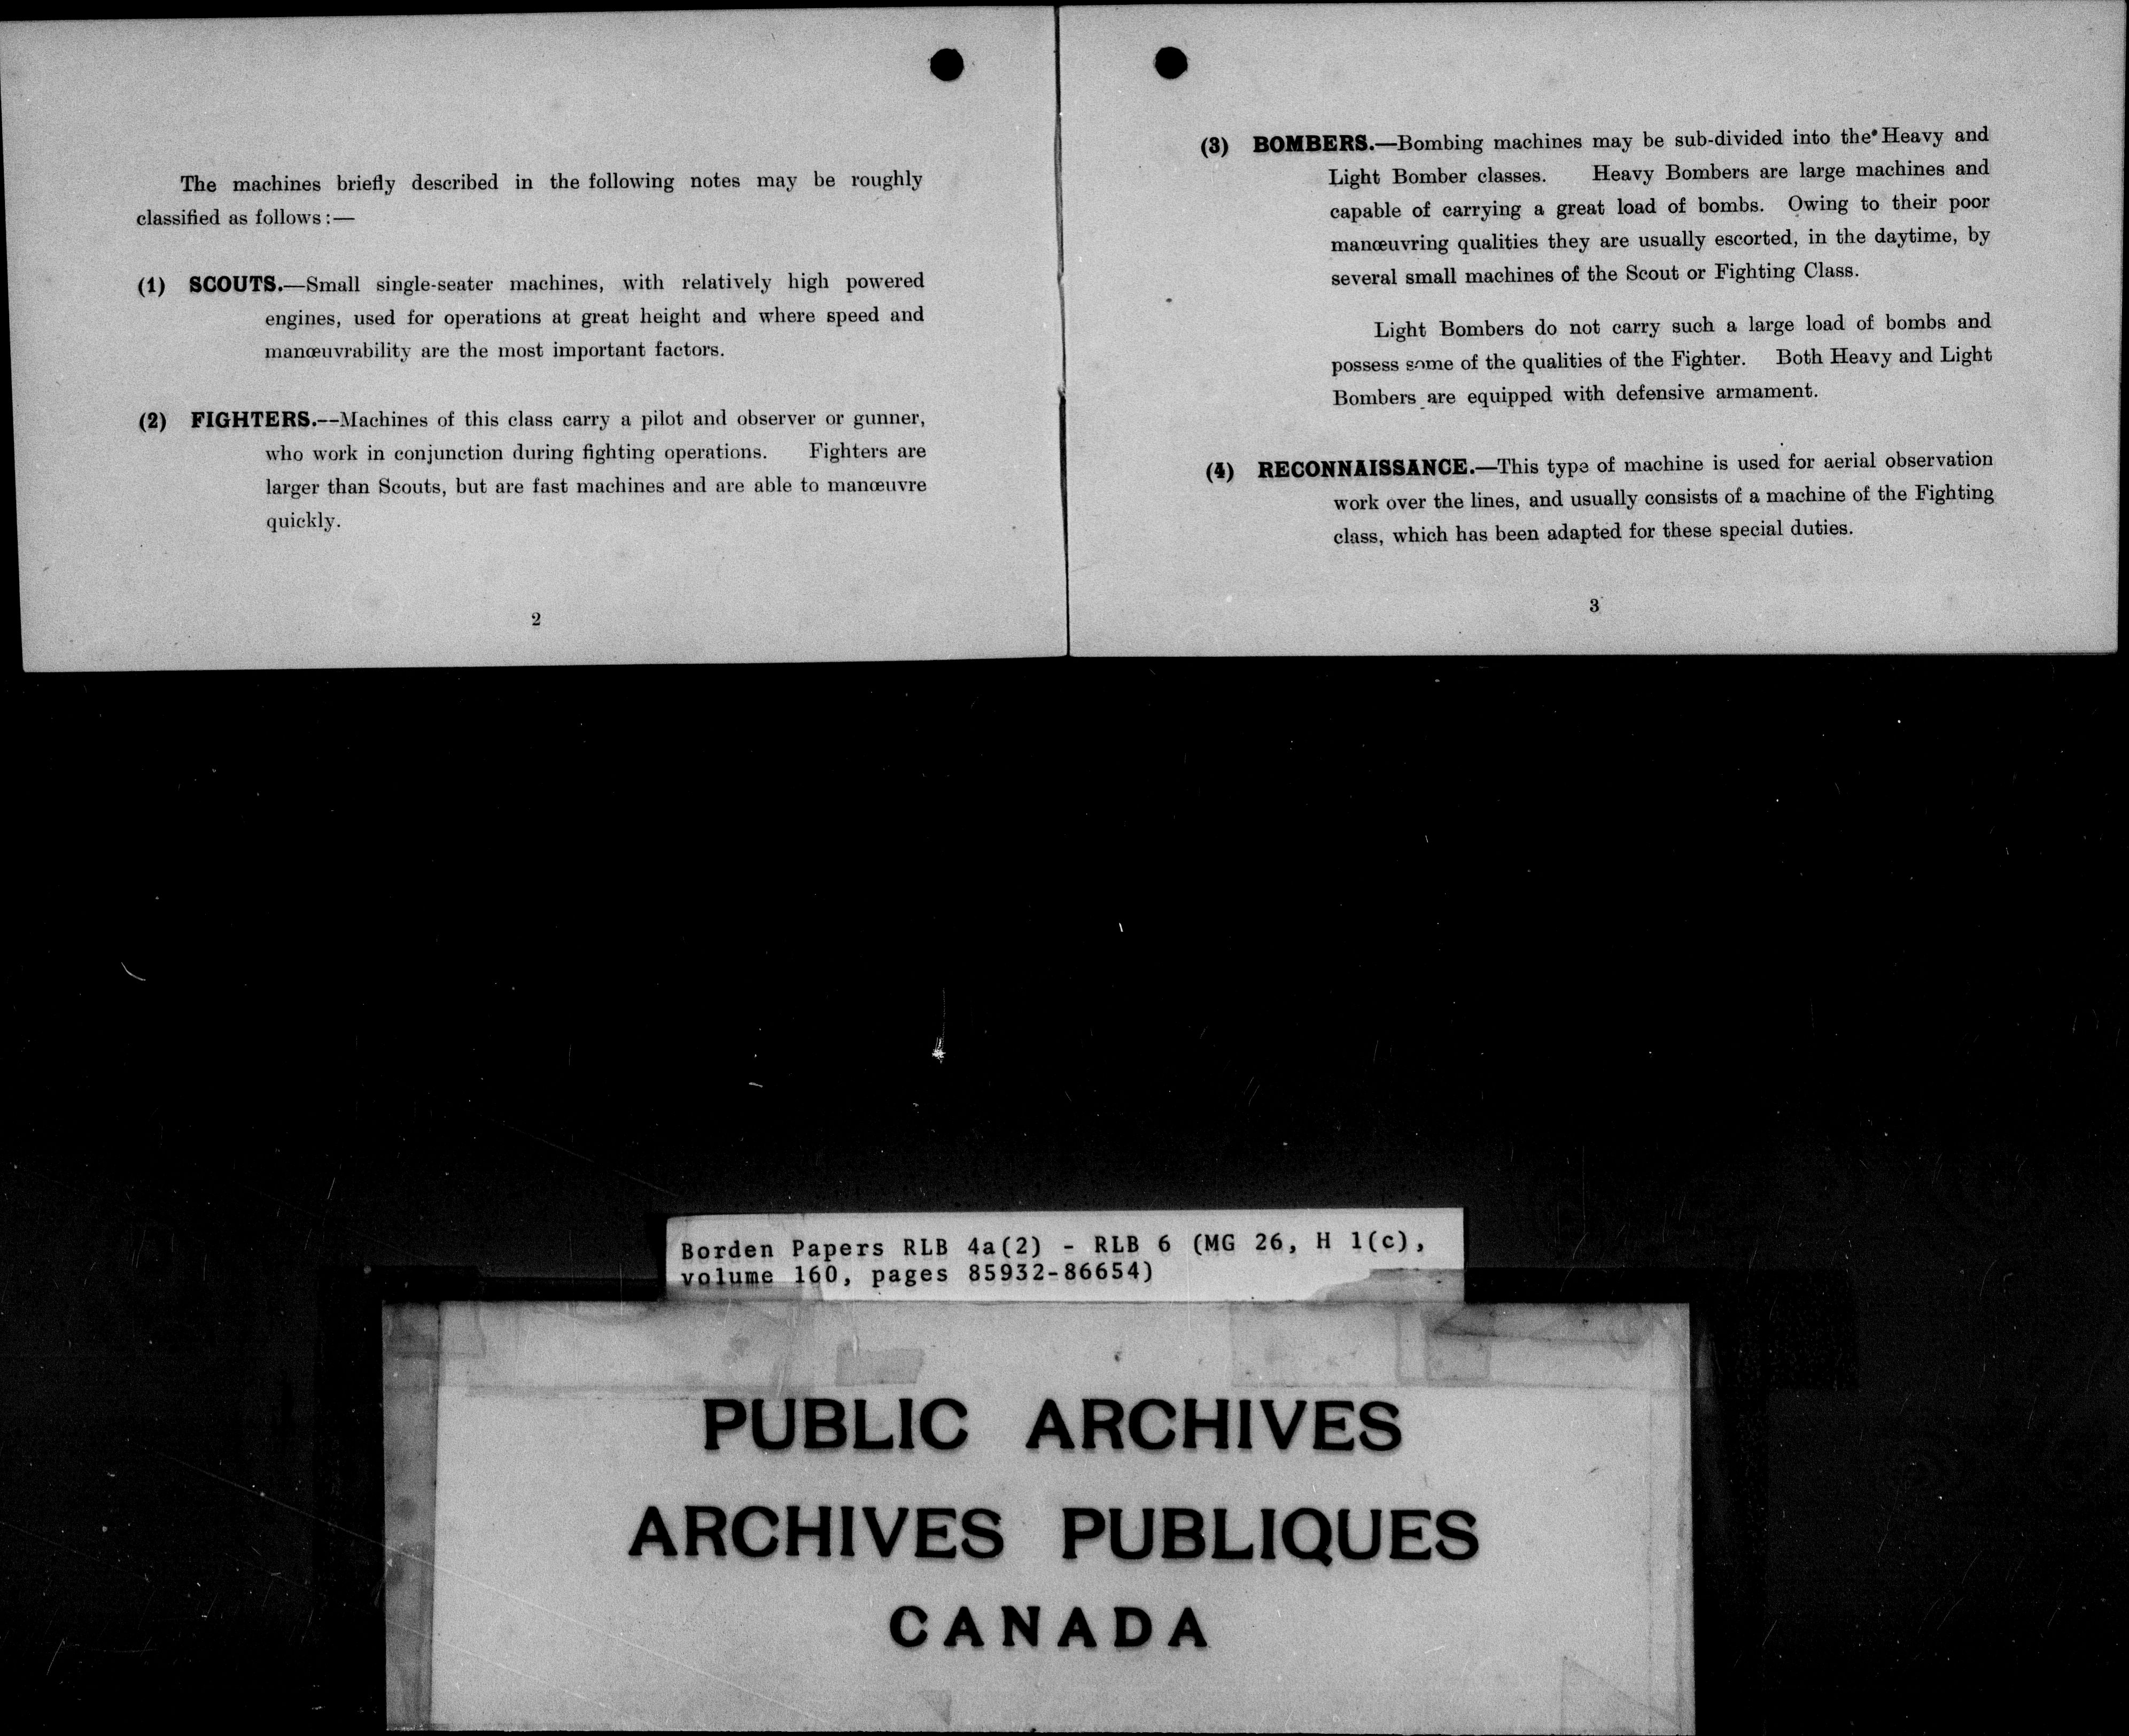 The machines briefly described in the following notes may be roughly
classified as follows:—
(1) SCOUTS.—Small single-seater machines, with relatively high powered
engines, used for operations at great height and where speed and
manœuvrability are the most important factors.
(2) FIGHTERS.--Machines of this class carry a pilot and observer or gunner,
who work in conjunction during fighting operations. Fighters are
larger than Scouts, but are fast machines and are able to manœuvre
quickly.
2
(3) BOMBERS.—Bombing machines may be sub-divided into the Heavy and
Light Bomber classes. Heavy Bombers are large machines and
capable of carrying a great load of bombs. Owing to their poor
manœuvring qualities they are usually escorted, in the daytime, by
several small machines of the Scout or Fighting Class.
Light Bombers do not carry such a large load of bombs and
possess some of the qualities of the Fighter. Both Heavy and Light
Bombers are equipped with defensive armament.
(4) RECONNAISSANCE.—This type of machine is used for aerial observation
work over the lines, and usually consists of a machine of the Fighting
class, which has been adapted for these special duties.
3
Borden Papers RLB 4a(2) - RLB 6 (MG 26, H 1(c),
volume 160, pages 85932-86654)
PUBLIC ARCHIVES
ARCHIVES PUBLIQUES
CANADA